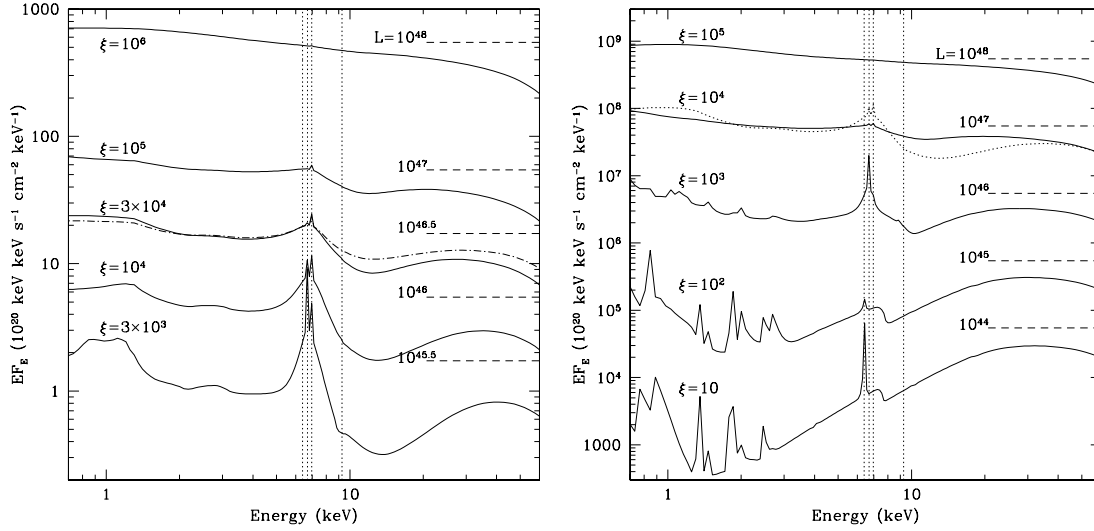 1000
100
10
1
EF_E (10^20 keV keV s^−1 cm^−2 keV^−1)
ξ=10^6
L=10^48
ξ=10^5
10^47
ξ=3×10^4
10^46.5
ξ=10^4
10^46
ξ=3×10^3
10^45.5
1 10
Energy (keV)
10^9
10^8
10^7
10^6
10^5
10^4
1000
EF_E (10^20 keV keV s^−1 cm^−2 keV^−1)
ξ=10^5
L=10^48
ξ=10^4
10^47
ξ=10^3
10^46
10^45
ξ=10^2
10^44
ξ=10
1 10
Energy (keV)